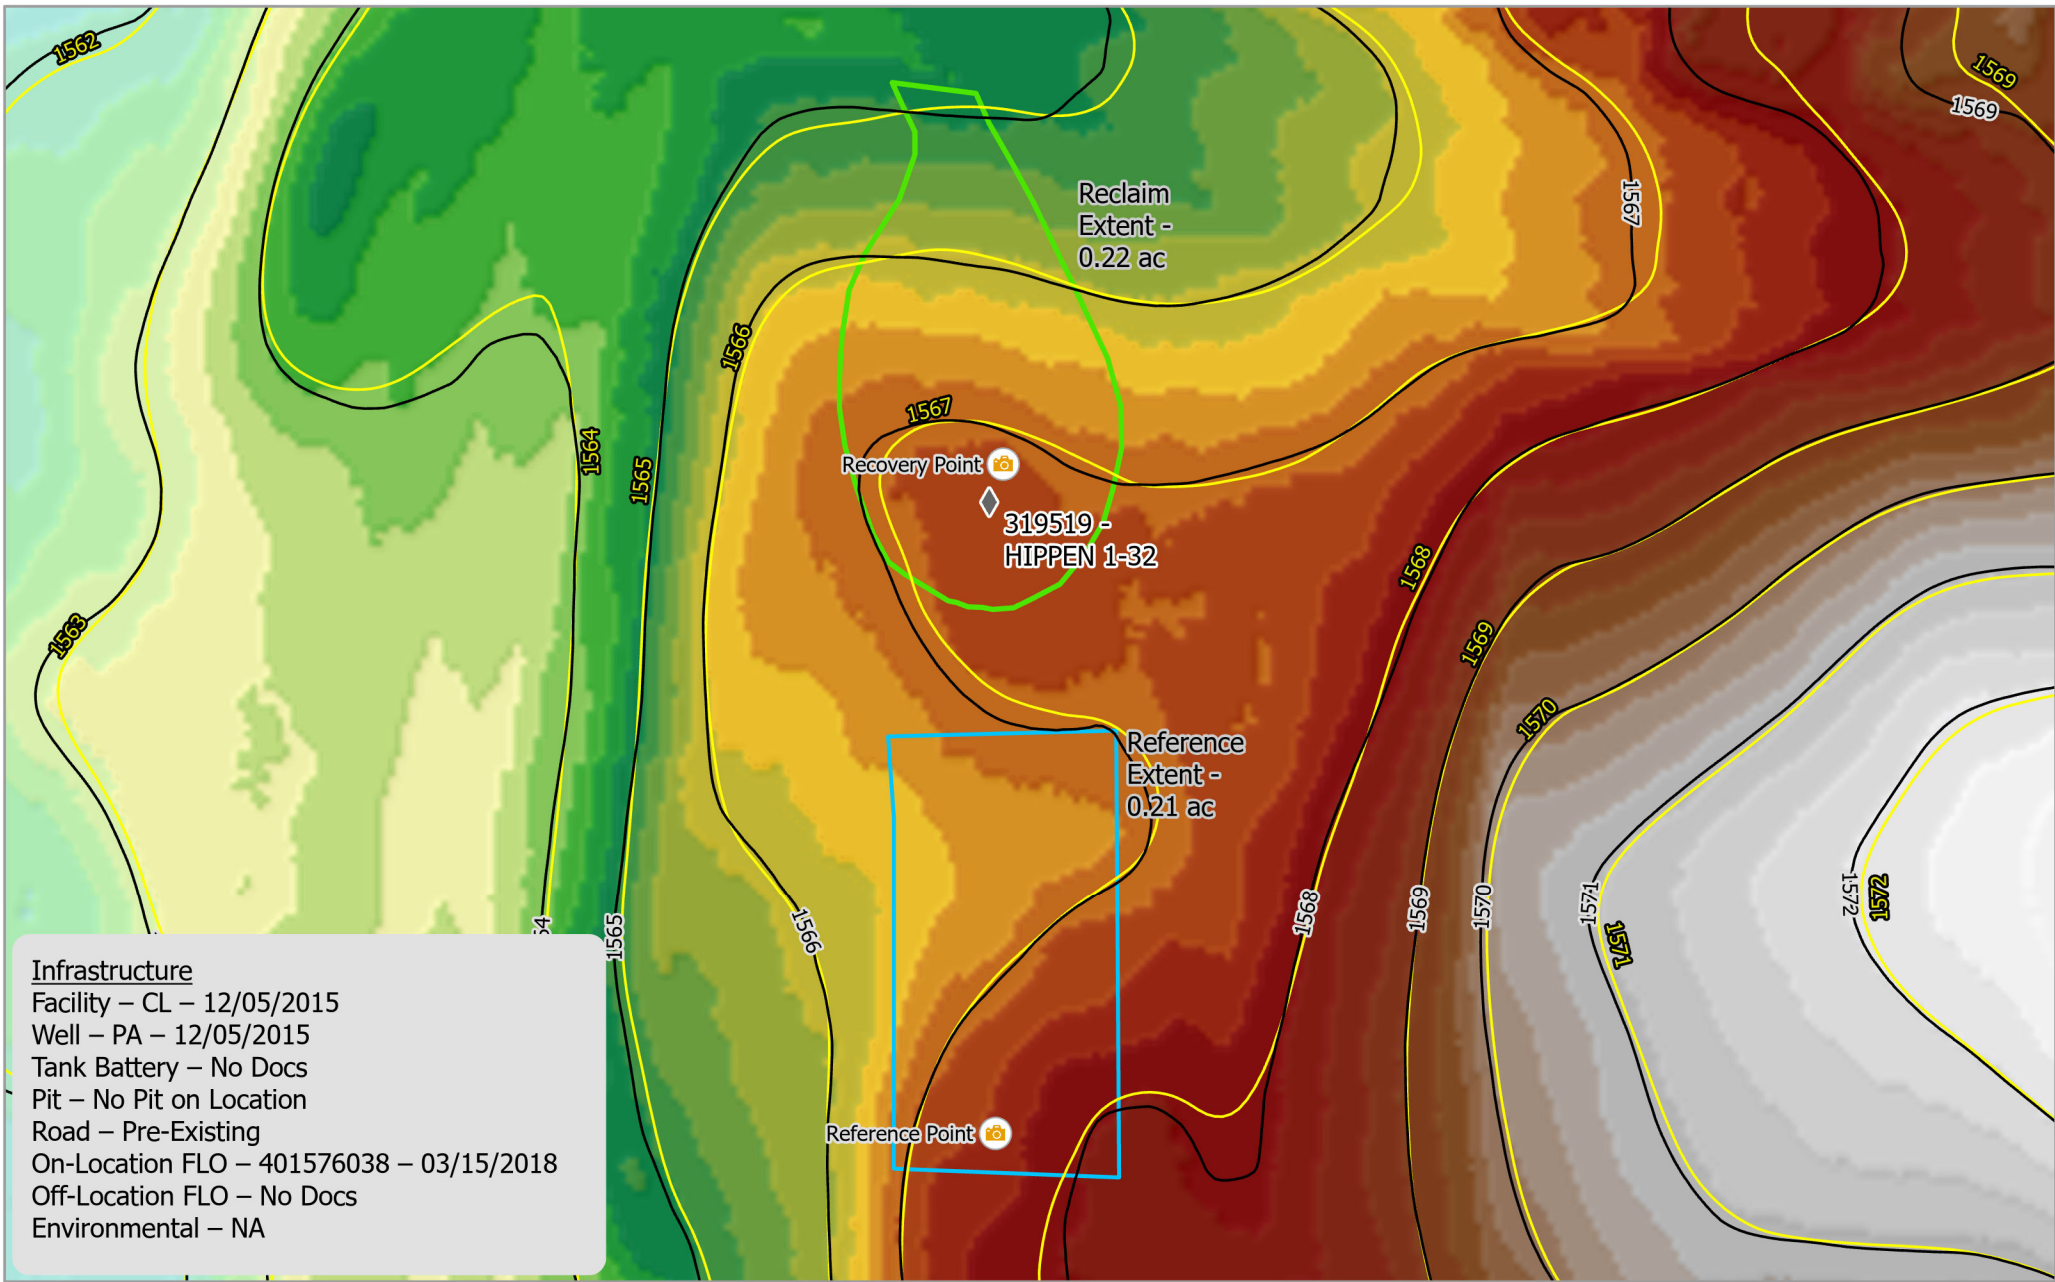 1562
1569
1569
1567
Reclaim
Extent -
0.22 ac
1566
1567
1564
1565
Recovery Point
319519 -
HIPPEN 1-32
1568
1563
1569
1570
Reference
Extent -
0.21 ac
1566
1565
1568
1569
1570
1571
1571
1572
1572
54
Reference Point
Infrastructure
Facility – CL – 12/05/2015
Well – PA – 12/05/2015
Tank Battery – No Docs
Pit – No Pit on Location
Road – Pre-Existing
On-Location FLO – 401576038 – 03/15/2018
Off-Location FLO – No Docs
Environmental – NA